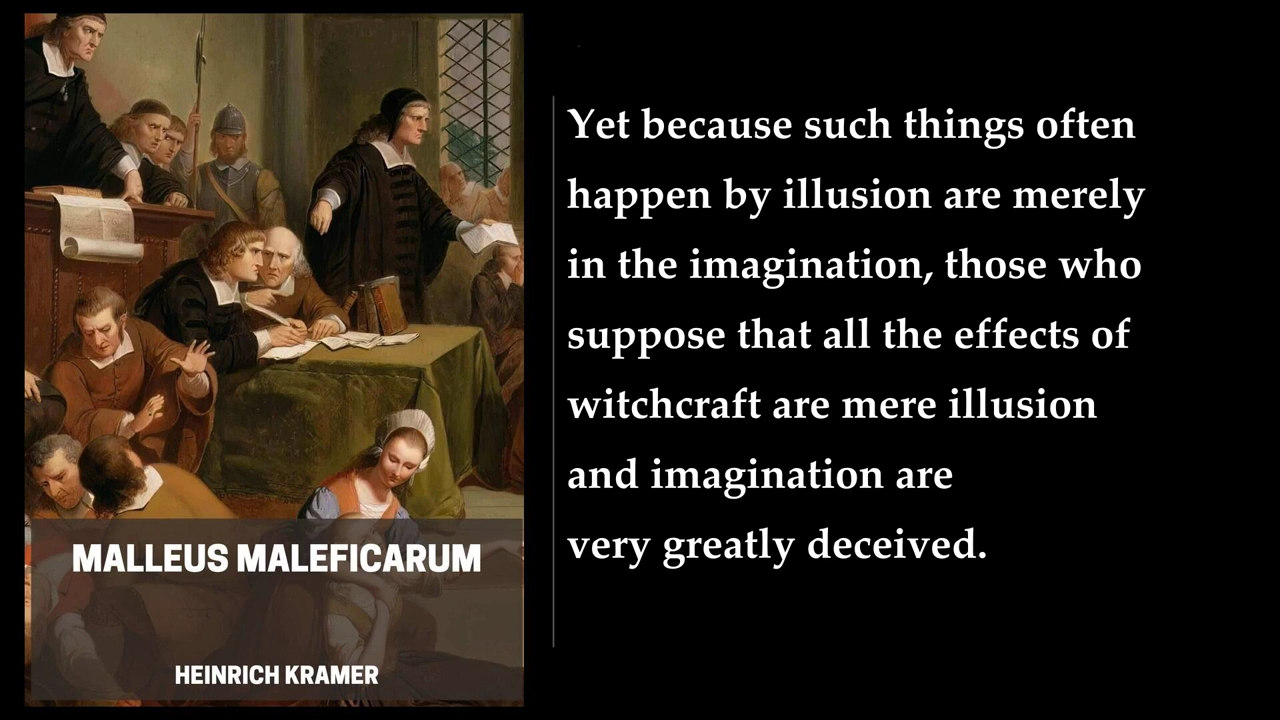 Yet because such things often
happen by illusion are merely
in the imagination, those who
suppose that all the effects of
witchcraft are mere illusion
and imagination are
very greatly deceived.
MALLEUS MALEFICARUM
HEINRICH KRAMER